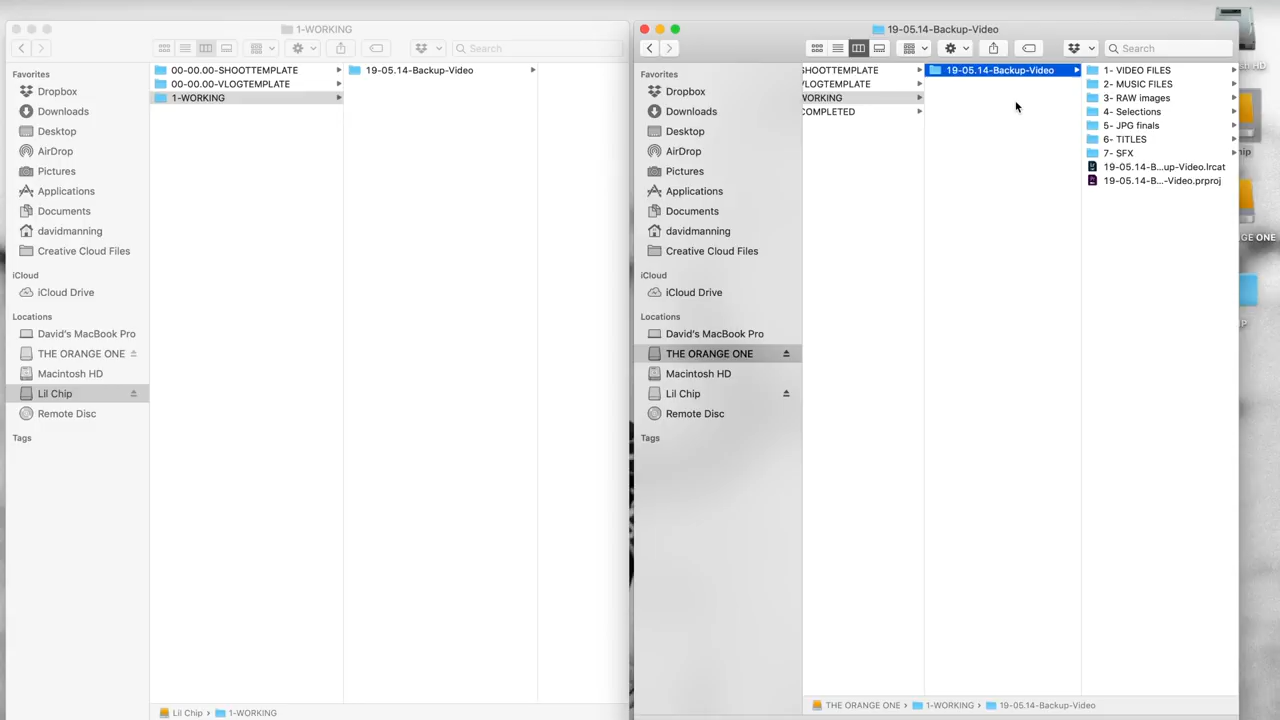 1-WORKING
Search
Favorites
Dropbox
Downloads
Desktop
AirDrop
Pictures
Applications
Documents
davidmanning
Creative Cloud Files
iCloud
iCloud Drive
Locations
David's MacBook Pro
THE ORANGE ONE
Macintosh HD
Lil Chip
Remote Disc
Tags
00-00.00-SHOOTTEMPLATE
00-00.00-VLOGTEMPLATE
1-WORKING
19-05.14-Backup-Video
Lil Chip › 1-WORKING
19-05.14-Backup-Video
Search
Favorites
Dropbox
Downloads
Desktop
AirDrop
Pictures
Applications
Documents
davidmanning
Creative Cloud Files
iCloud
iCloud Drive
Locations
David's MacBook Pro
THE ORANGE ONE
Macintosh HD
Lil Chip
Remote Disc
Tags
SHOOTTEMPLATE
VLOGTEMPLATE
WORKING
COMPLETED
19-05.14-Backup-Video
1- VIDEO FILES
2- MUSIC FILES
3- RAW images
4- Selections
5- JPG finals
6- TITLES
7- SFX
19-05.14-B...up-Video.lrcat
19-05.14-B...-Video.prproj
THE ORANGE ONE › 1-WORKING › 19-05.14-Backup-Video
HD
hip
GE ONE